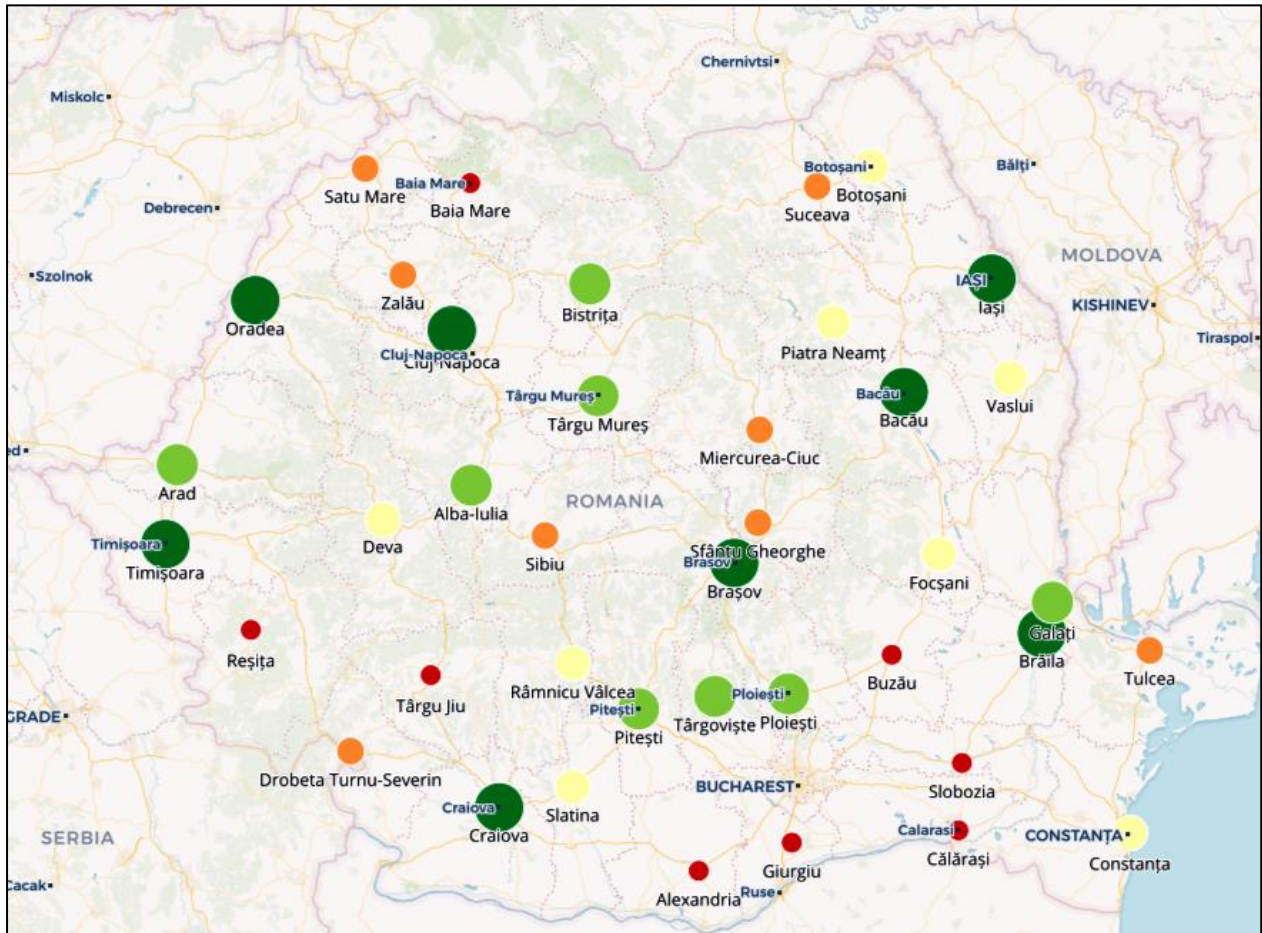 Chernivtsi
Miskolc
Botoșani
Bălți
Satu Mare
Baia Mare
Baia Mare
Botoșani
Suceava
Debrecen
MOLDOVA
Szolnok
IAȘI
Zalău
Bistrița
Iași
KISHINEV
Oradea
Tiraspol
Cluj-Napoca
Cluj-Napoca
Piatra Neamț
Târgu Mureș
Bacău
Vaslui
Târgu Mureș
Bacău
ed
Miercurea-Ciuc
Arad
ROMANIA
Alba-Iulia
Timișoara
Deva
Sibiu
Sfântu Gheorghe
Timișoara
Brasov
Focșani
Brașov
Galați
Reșița
Brăila
Tulcea
Târgu Jiu
Râmnicu Vâlcea
Ploiești
Buzău
Pitești
GRADE
Târgoviște
Ploiești
Pitești
Drobeta Turnu-Severin
BUCHAREST
Slobozia
Craiova
Slatina
SERBIA
Craiova
Calarasi
CONSTANȚA
Călărași
Constanța
Giurgiu
Cacak
Alexandria
Ruse